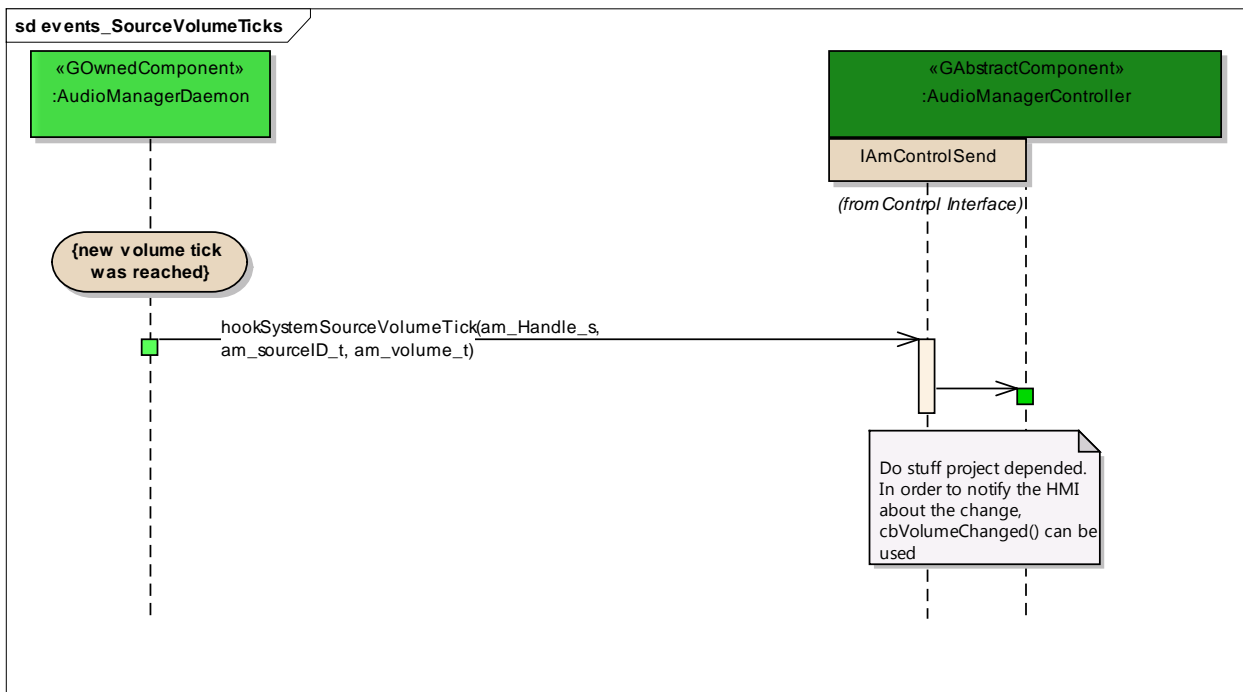 sd events_SourceVolumeTicks
«GOwnedComponent»
:AudioManagerDaemon
«GAbstractComponent»
:AudioManagerController
IAmControlSend
(from Control Interface)
{new volume tick
was reached}
hookSystemSourceVolumeTick(am_Handle_s,
am_sourceID_t, am_volume_t)
Do stuff project depended.
In order to notify the HMI
about the change,
cbVolumeChanged() can be
used